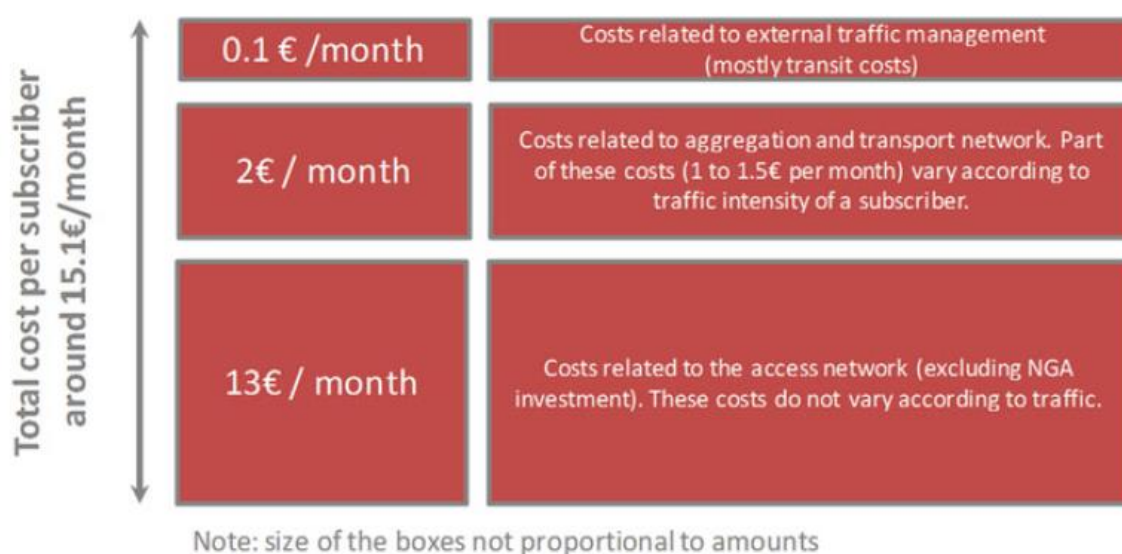 Total cost per subscriber
around 15.1€/month
0.1 € /month
Costs related to external traffic management
(mostly transit costs)
2€ / month
Costs related to aggregation and transport network. Part
of these costs (1 to 1.5€ per month) vary according to
traffic intensity of a subscriber.
13€ / month
Costs related to the access network (excluding NGA
investment). These costs do not vary according to traffic.
Note: size of the boxes not proportional to amounts